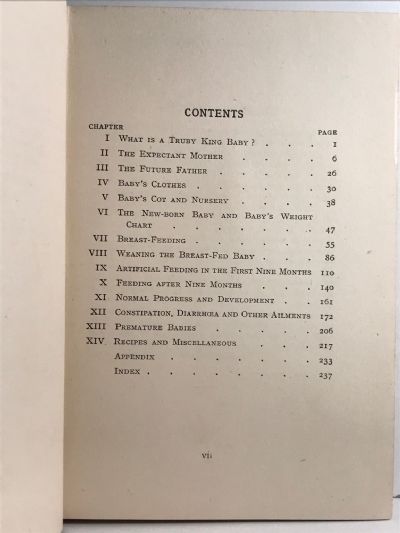 CONTENTS
CHAPTER PAGE
I What is a Truby King Baby? . . . 1
II The Expectant Mother . . . . 6
III The Future Father . . . . 26
IV Baby's Clothes . . . . . 30
V Baby's Cot and Nursery . . . . 38
VI The New-born Baby and Baby's Weight
Chart . . . . . . 47
VII Breast-Feeding . . . . . 55
VIII Weaning the Breast-Fed Baby . . . 86
IX Artificial Feeding in the First Nine Months 110
X Feeding after Nine Months . . . 140
XI Normal Progress and Development . . 161
XII Constipation, Diarrhœa and Other Ailments 172
XIII Premature Babies . . . . 206
XIV Recipes and Miscellaneous . . . 217
Appendix . . . . . . 233
Index . . . . . . . 237
vii